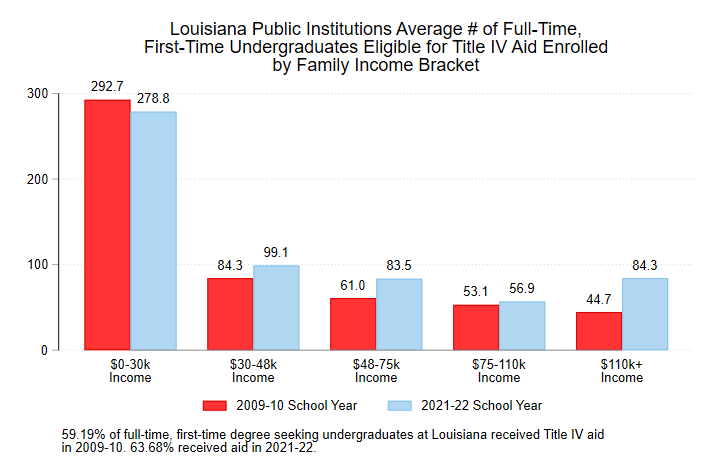 Louisiana Public Institutions Average # of Full-Time,
First-Time Undergraduates Eligible for Title IV Aid Enrolled
by Family Income Bracket
300
200
100
0
292.7
278.8
84.3
99.1
61.0
83.5
53.1
56.9
44.7
84.3
$0-30k
Income
$30-48k
Income
$48-75k
Income
$75-110k
Income
$110k+
Income
2009-10 School Year
2021-22 School Year
59.19% of full-time, first-time degree seeking undergraduates at Louisiana received Title IV aid
in 2009-10. 63.68% received aid in 2021-22.